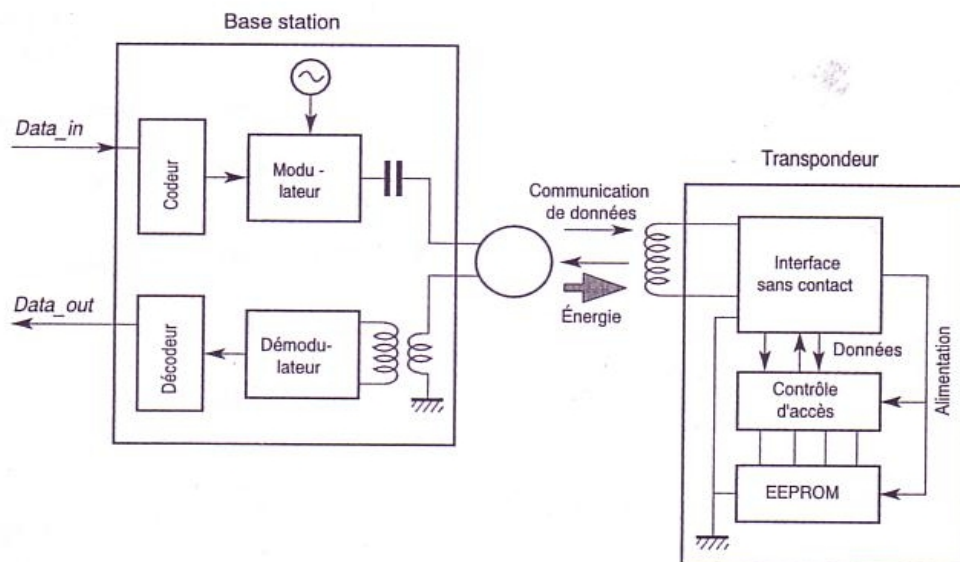 Base station
Data_in
Codeur
Modu -
lateur
Data_out
Décodeur
Démodu-
lateur
Communication
de données
Énergie
Transpondeur
Interface
sans contact
Données
Contrôle
d'accès
EEPROM
Alimentation